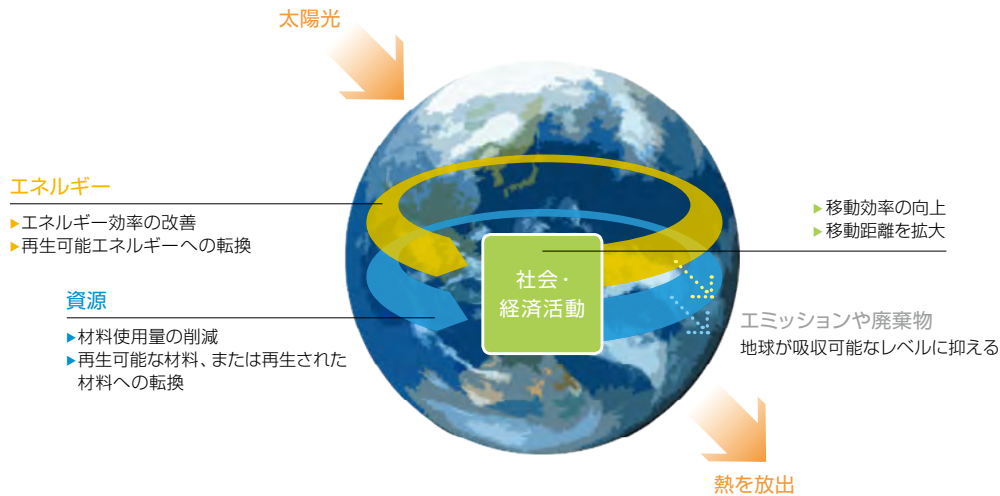 太陽光
エネルギー
▶エネルギー効率の改善
▶再生可能エネルギーへの転換
資源
▶材料使用量の削減
▶再生可能な材料、または再生された
材料への転換
社会・
経済活動
▶移動効率の向上
▶移動距離を拡大
エミッションや廃棄物
地球が吸収可能なレベルに抑える
熱を放出